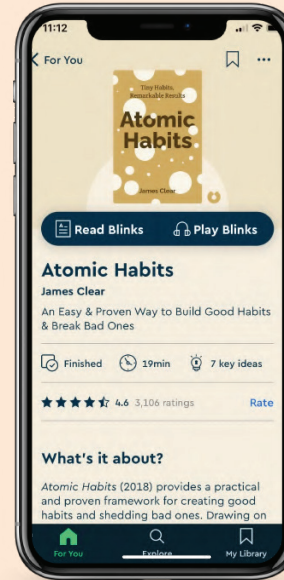 11:12
For You
Tiny Habits,
Remarkable Results
Atomic
Habits
James Clear
Read Blinks
Play Blinks
Atomic Habits
James Clear
An Easy & Proven Way to Build Good Habits
& Break Bad Ones
Finished
19min
7 key ideas
4.6 3,106 ratings
Rate
What's it about?
Atomic Habits (2018) provides a practical
and proven framework for creating good
habits and shedding bad ones. Drawing on
For You
Explore
My Library